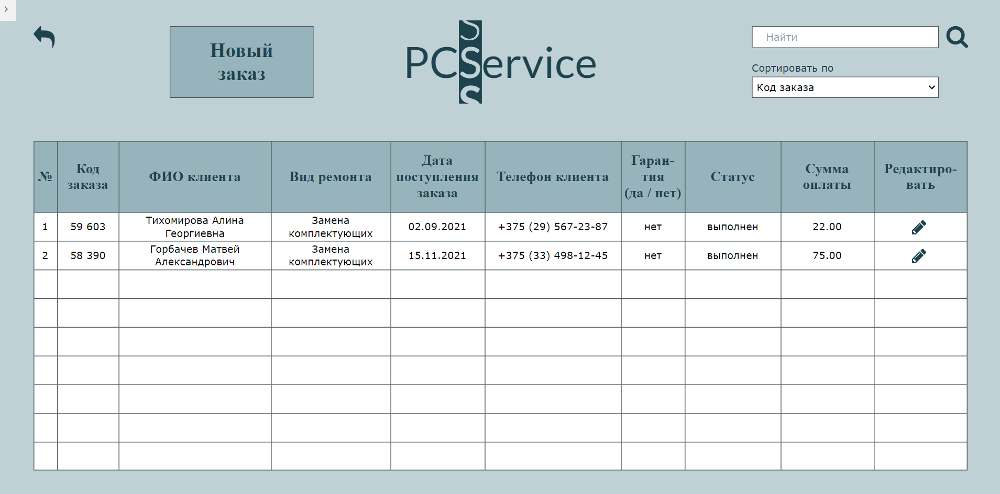 Новый
заказ
PCService
Найти
Сортировать по
Код заказа
№
Код
заказа
ФИО клиента
Вид ремонта
Дата
поступления
заказа
Телефон клиента
Гаран-
тия
(да / нет)
Статус
Сумма
оплаты
Редактиро-
вать
1
59 603
Тихомирова Алина
Георгиевна
Замена
комплектующих
02.09.2021
+375 (29) 567-23-87
нет
выполнен
22.00
2
58 390
Горбачев Матвей
Александрович
Замена
комплектующих
15.11.2021
+375 (33) 498-12-45
нет
выполнен
75.00